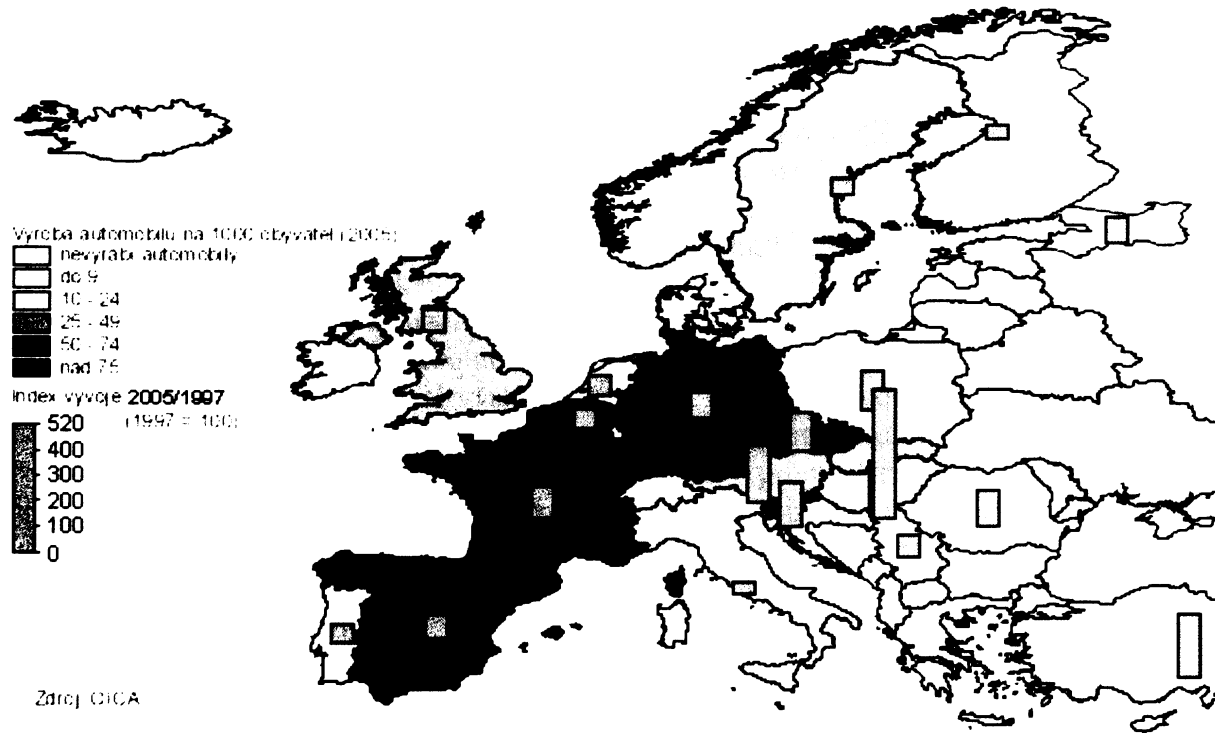 Výroba automobilu na 1000 obyvatel (2005)
nevyrábí automobily
do 9
10 - 24
25 - 49
50 - 74
nad 75
Index vývoje 2005/1997
(1997 = 100)
520
400
300
200
100
0
Zdroj: OICA